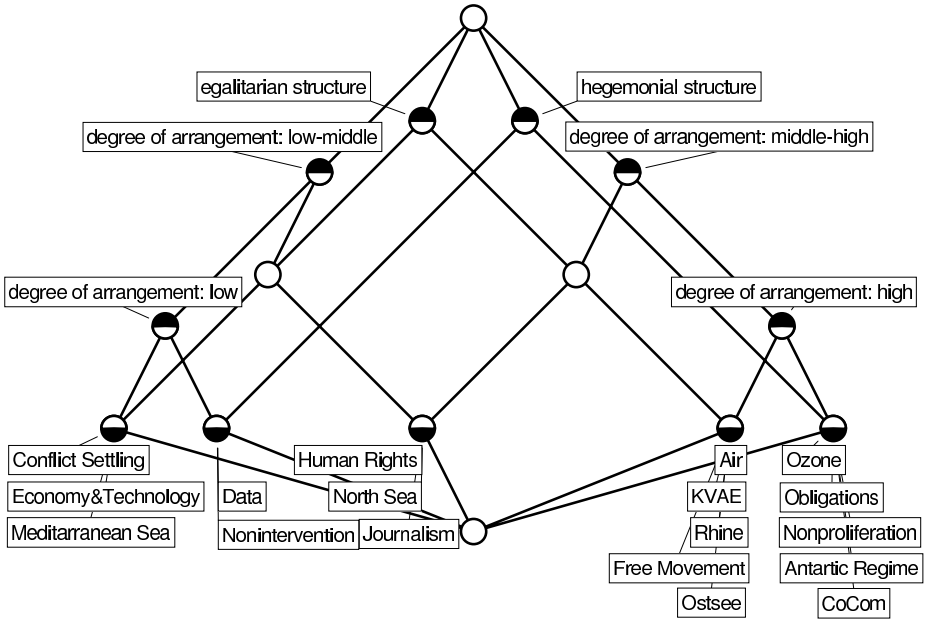 egalitarian structure
hegemonial structure
degree of arrangement: low-middle
degree of arrangement: middle-high
degree of arrangement: low
degree of arrangement: high
Conflict Settling
Human Rights
Air
Ozone
Economy&Technology
Data
North Sea
KVAE
Obligations
Meditarranean Sea
Nonintervention
Journalism
Rhine
Nonproliferation
Free Movement
Antartic Regime
Ostsee
CoCom